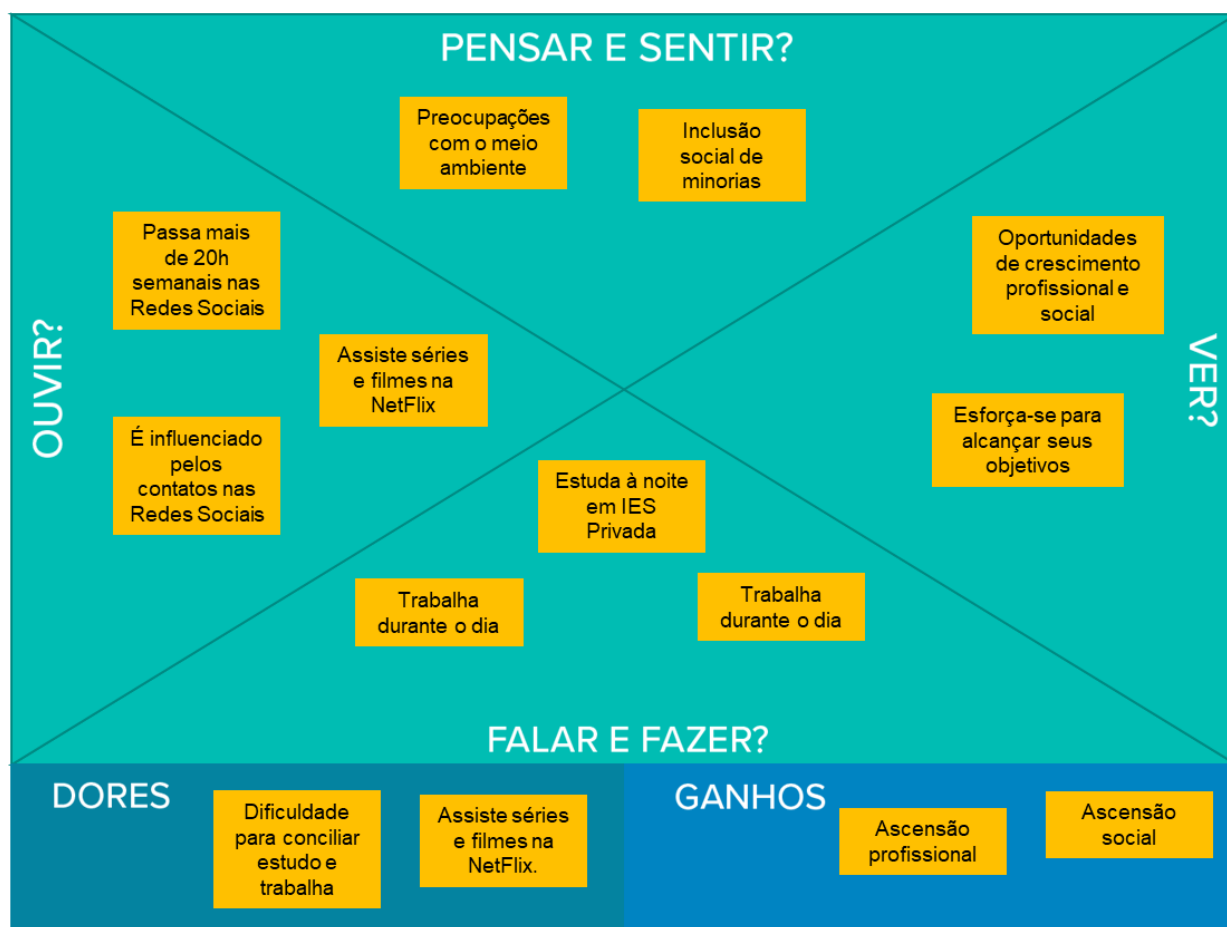 PENSAR E SENTIR?
Preocupações
com o meio
ambiente
Inclusão
social de
minorias
OUVIR?
Passa mais
de 20h
semanais nas
Redes Sociais
Assiste séries
e filmes na
NetFlix
É influenciado
pelos
contatos nas
Redes Sociais
VER?
Oportunidades
de crescimento
profissional e
social
Esforça-se para
alcançar seus
objetivos
Estuda à noite
em IES
Privada
Trabalha
durante o dia
Trabalha
durante o dia
FALAR E FAZER?
DORES
Dificuldade
para conciliar
estudo e
trabalha
Assiste séries
e filmes na
NetFlix.
GANHOS
Ascensão
profissional
Ascensão
social